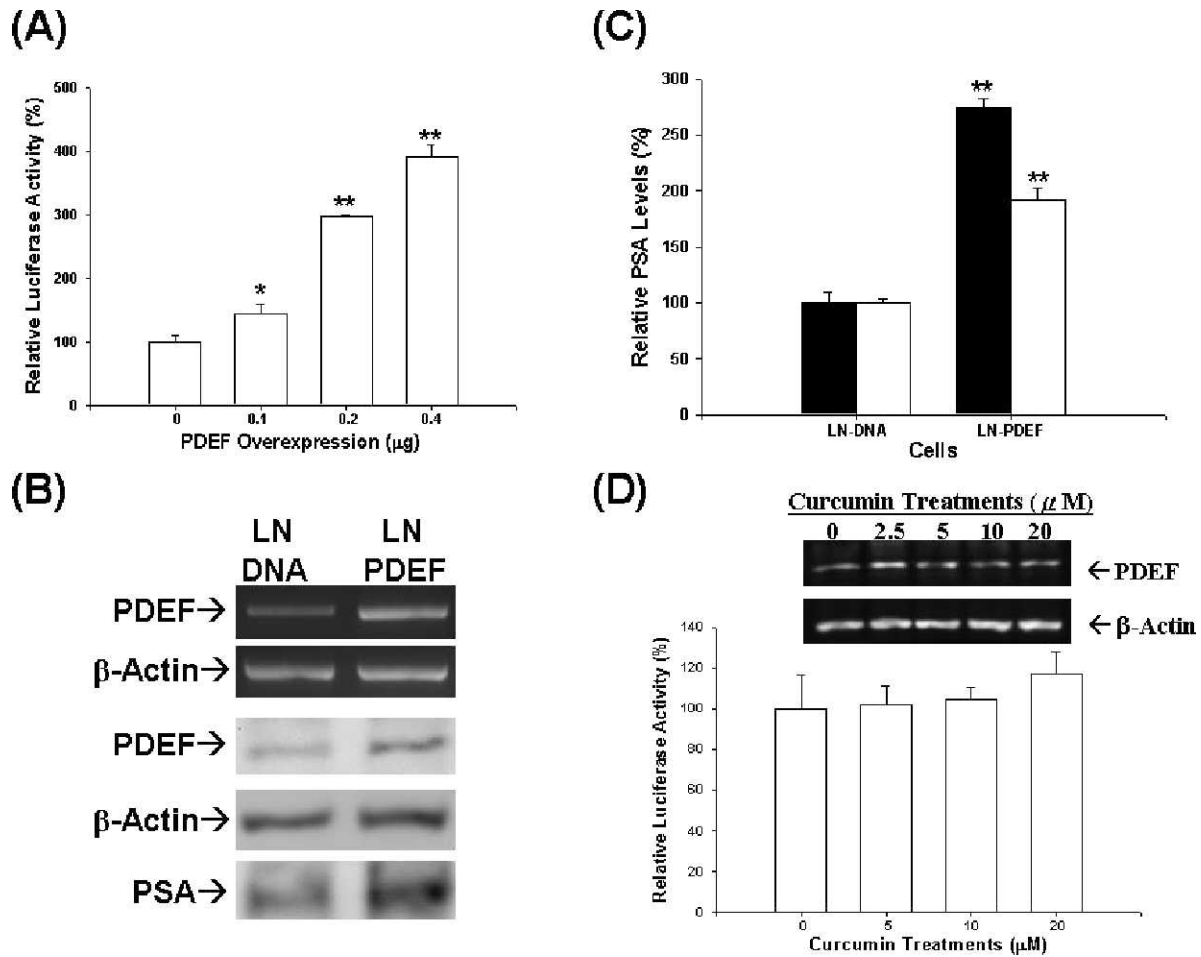 (A)
Relative Luciferase Activity (%)
500
400
300
200
100
0
*
**
**
0 0.1 0.2 0.4
PDEF Overexpression (μg)
(C)
Relative PSA Levels (%)
300
250
200
150
100
50
0
**
**
LN-DNA LN-PDEF
Cells
(B)
LN LN
DNA PDEF
PDEF→
β-Actin→
PDEF→
β-Actin→
PSA→
(D)
Curcumin Treatments (μM)
0 2.5 5 10 20
←PDEF
←β-Actin
Relative Luciferase Activity (%)
140
120
100
80
60
40
20
0
0 5 10 20
Curcumin Treatments (μM)